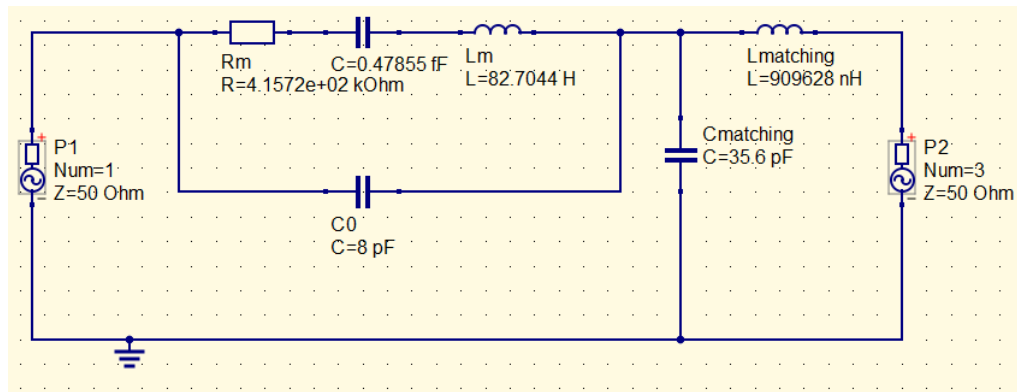 Rm
R=4.1572e+02 kOhm
C=0.47855 fF
Lm
L=82.7044 H
Lmatching
L=909628 nH
P1
Num=1
Z=50 Ohm
Cmatching
C=35.6 pF
P2
Num=3
Z=50 Ohm
C0
C=8 pF